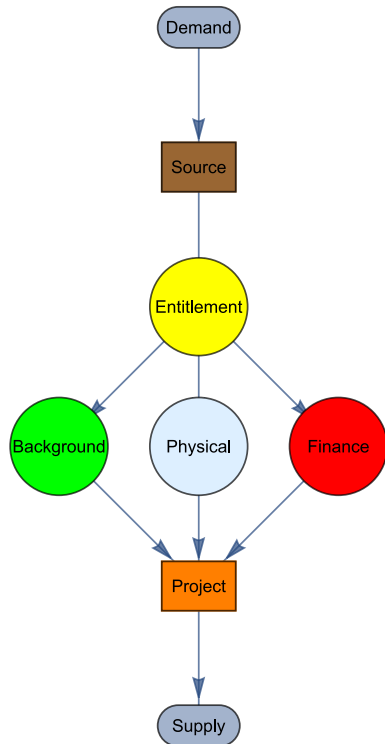 Demand
Source
Entitlement
Background
Physical
Finance
Project
Supply